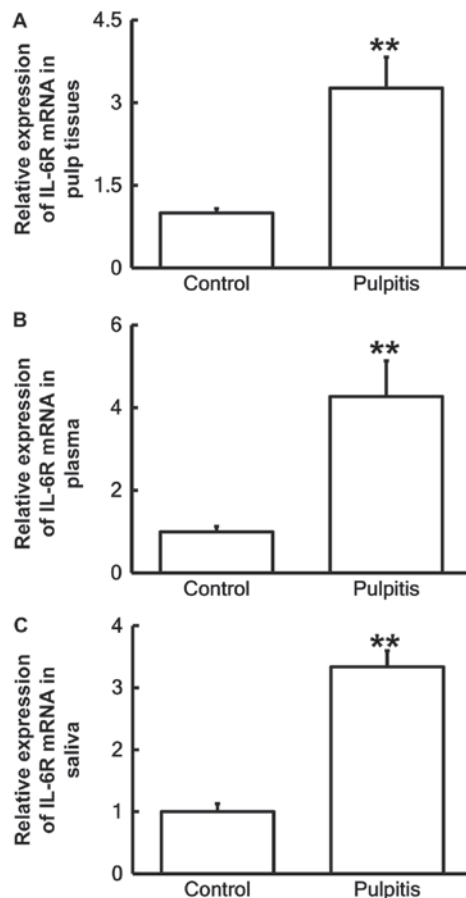 A
Relative expression
of IL-6R mRNA in
pulp tissues
4.5
3
1.5
0
**
Control
Pulpitis
B
Relative expression
of IL-6R mRNA in
plasma
6
4
2
0
**
Control
Pulpitis
C
Relative expression
of IL-6R mRNA in
saliva
4
3
2
1
0
**
Control
Pulpitis